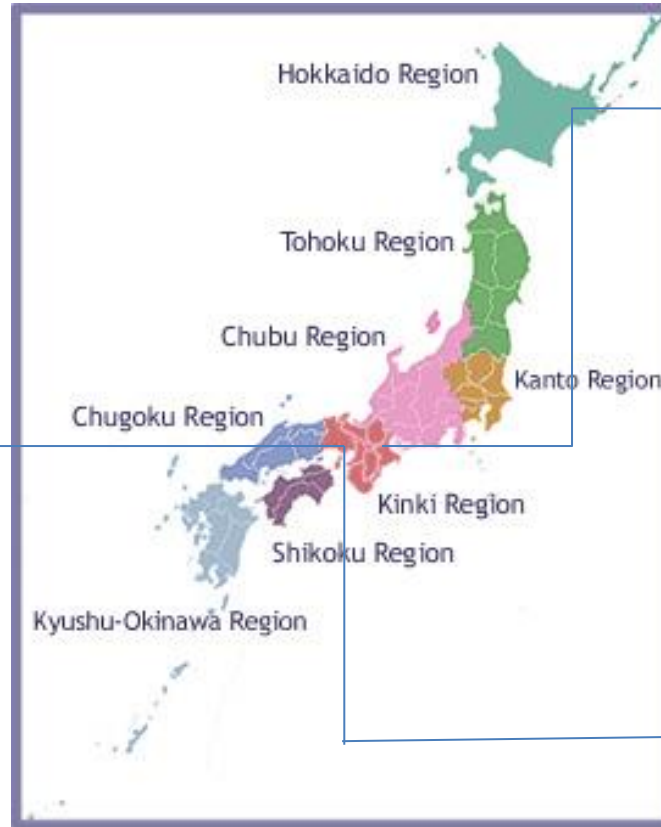 Hokkaido Region
Tohoku Region
Chubu Region
Kanto Region
Chugoku Region
Kinki Region
Shikoku Region
Kyushu-Okinawa Region